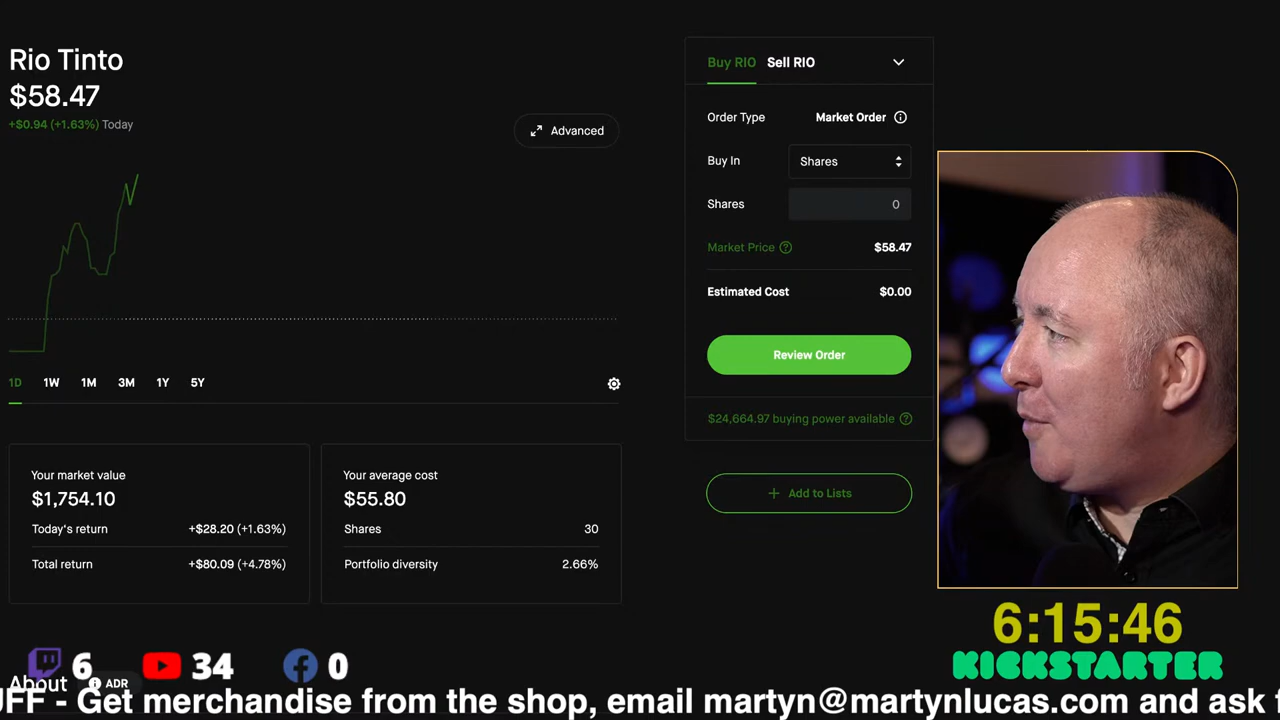 Rio Tinto
$58.47
+$0.94 (+1.63%) Today
Advanced
1D 1W 1M 3M 1Y 5Y
Your market value
$1,754.10
Today's return +$28.20 (+1.63%)
Total return +$80.09 (+4.78%)
Your average cost
$55.80
Shares 30
Portfolio diversity 2.66%
Buy RIO Sell RIO
Order Type Market Order
Buy In Shares
Shares 0
Market Price $58.47
Estimated Cost $0.00
Review Order
$24,664.97 buying power available
+ Add to Lists
6:15:46
KICKSTARTER
6 34 0
About ADR
UFF - Get merchandise from the shop, email martyn@martynlucas.com and ask